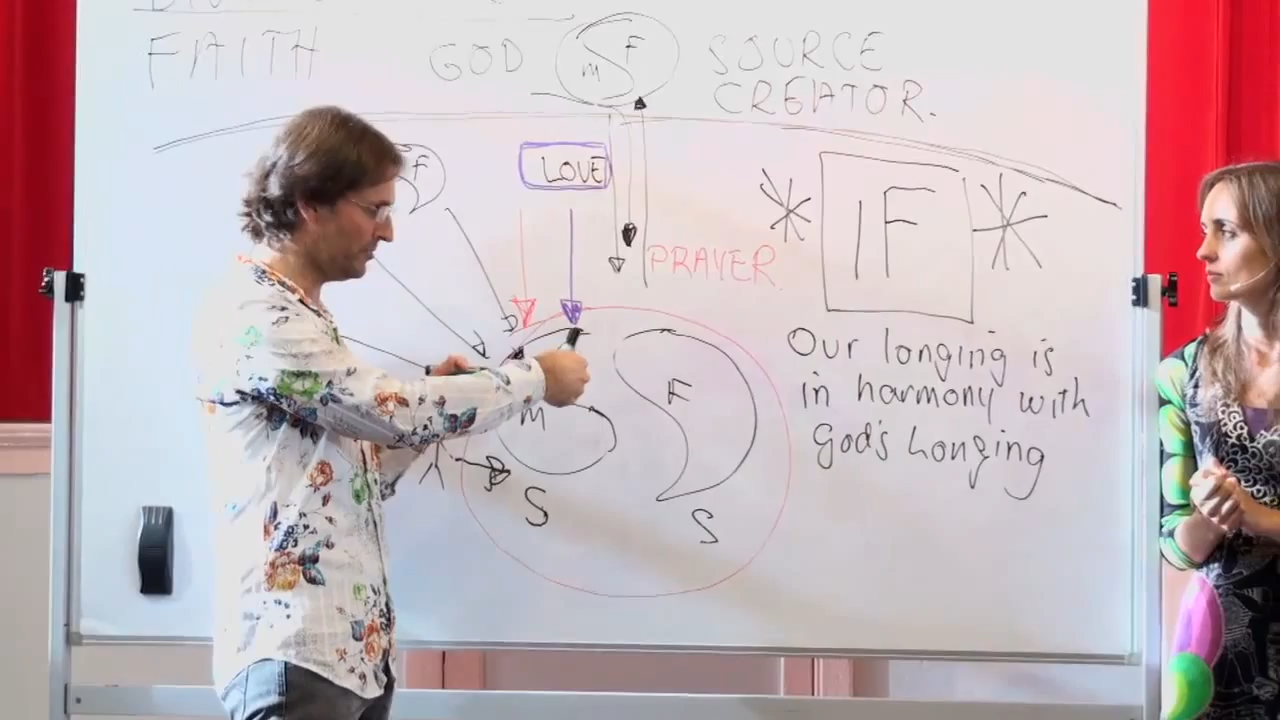 FAITH GOD M F SOURCE
CREATOR.
F
LOVE
* IF *
PRAYER.
Our longing is
in harmony with
God's Longing
M F
S S